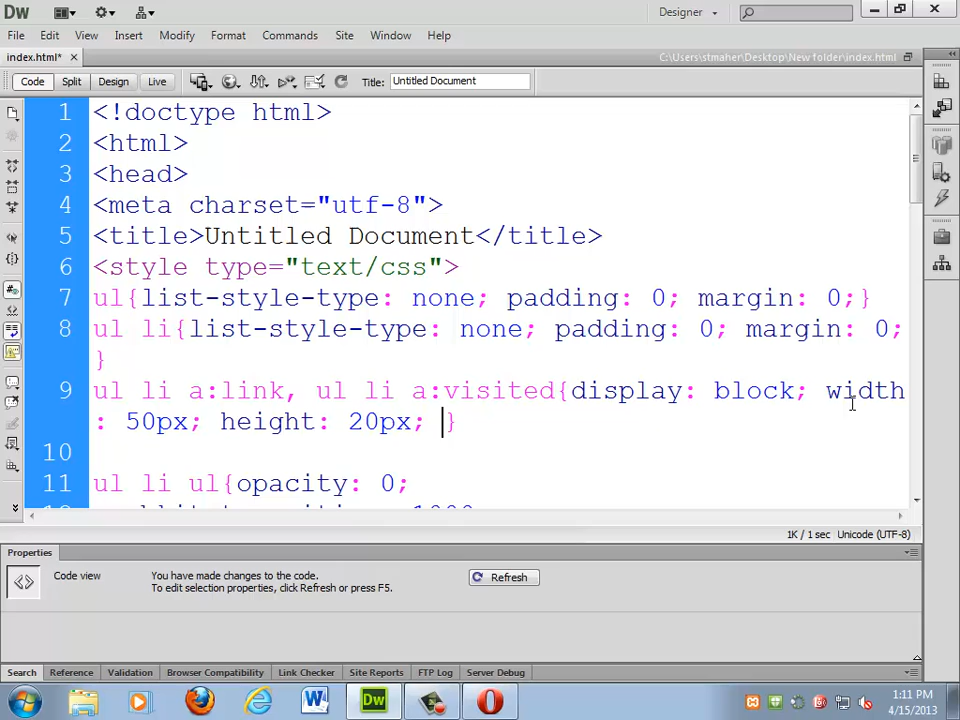 Dw
Designer
File Edit View Insert Modify Format Commands Site Window Help
index.html* ×
C:\Users\stmaher\Desktop\New folder\index.html
Code Split Design Live Title: Untitled Document
1 <!doctype html>
2 <html>
3 <head>
4 <meta charset="utf-8">
5 <title>Untitled Document</title>
6 <style type="text/css">
7 ul{list-style-type: none; padding: 0; margin: 0;}
8 ul li{list-style-type: none; padding: 0; margin: 0;
}
9 ul li a:link, ul li a:visited{display: block; width
: 50px; height: 20px; }
10
11 ul li ul{opacity: 0;
1K / 1 sec Unicode (UTF-8)
Properties
Code view
You have made changes to the code.
To edit selection properties, click Refresh or press F5.
Refresh
Search Reference Validation Browser Compatibility Link Checker Site Reports FTP Log Server Debug
Dw
1:11 PM
4/15/2013